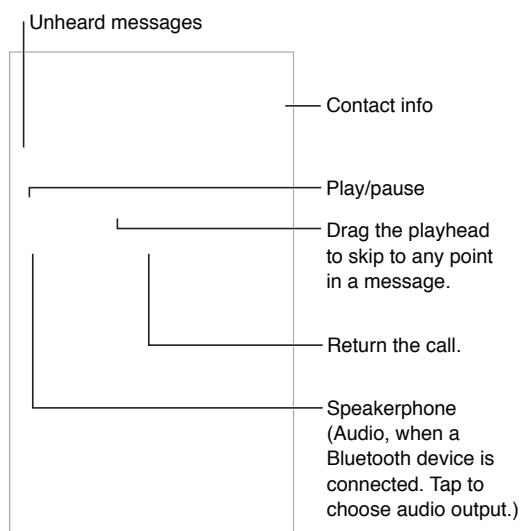 Unheard messages
Contact info
Play/pause
Drag the playhead
to skip to any point
in a message.
Return the call.
Speakerphone
(Audio, when a
Bluetooth device is
connected. Tap to
choose audio output.)